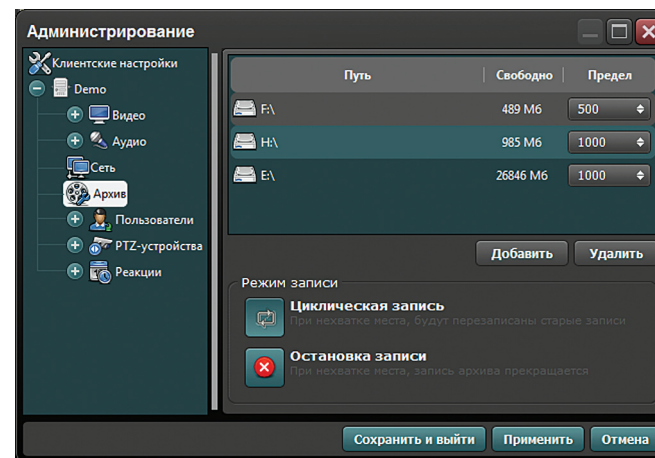 Администрирование
Клиентские настройки
Demo
Видео
Аудио
Сеть
Архив
Пользователи
PTZ-устройства
Реакции
Путь Свободно Предел
F:\ 489 Мб 500
H:\ 985 Мб 1000
E:\ 26846 Мб 1000
Добавить Удалить
Режим записи
Циклическая запись
При нехватке места, будут перезаписаны старые записи
Остановка записи
При нехватке места, запись архива прекращается
Сохранить и выйти Применить Отмена